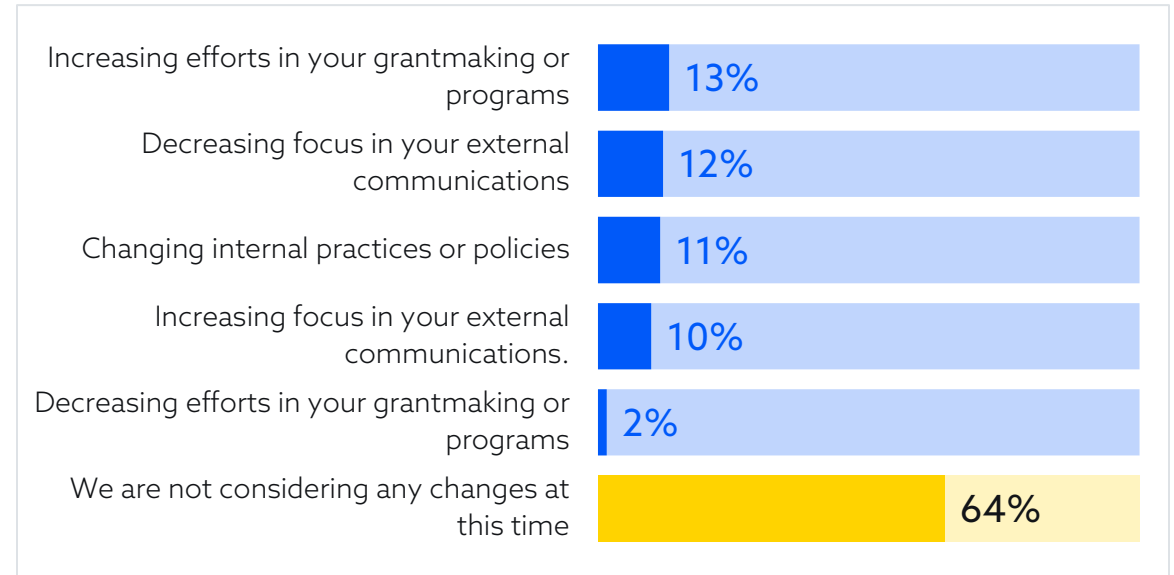 Increasing efforts in your grantmaking or
programs
13%
Decreasing focus in your external
communications
12%
Changing internal practices or policies
11%
Increasing focus in your external
communications.
10%
Decreasing efforts in your grantmaking or
programs
2%
We are not considering any changes at
this time
64%